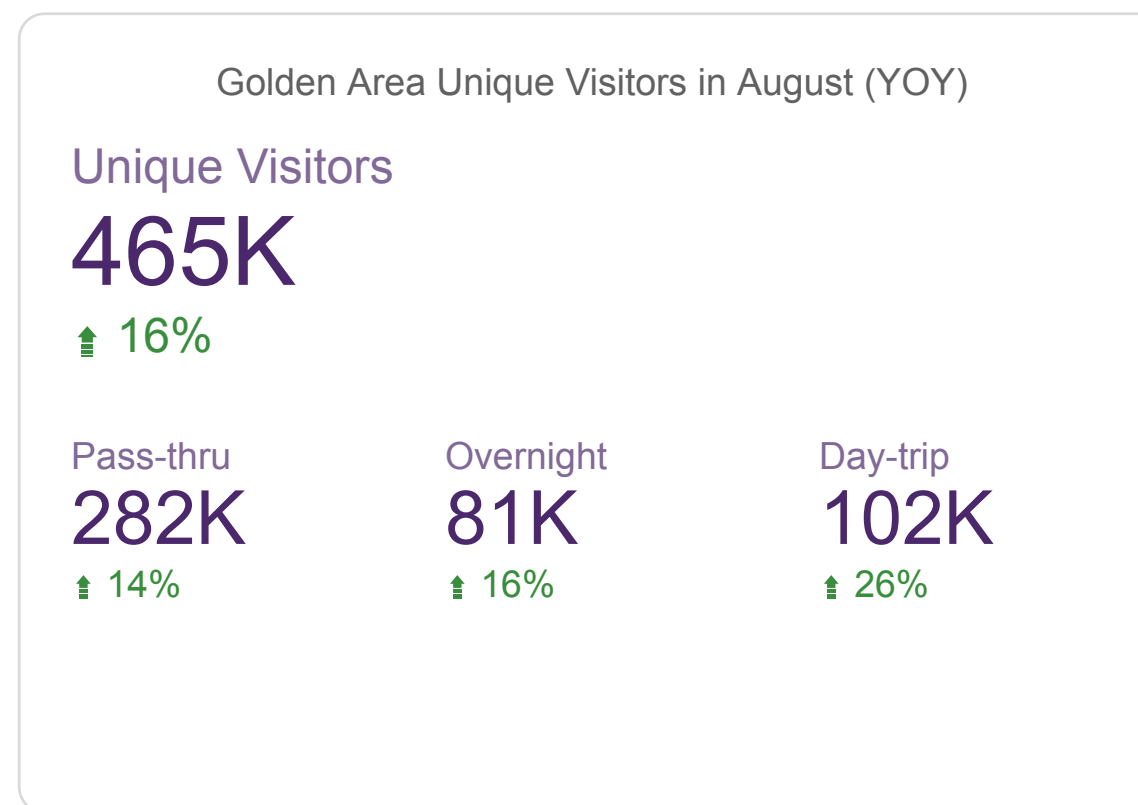 Golden Area Unique Visitors in August (YOY)
Unique Visitors
465K
16%
Pass-thru Overnight Day-trip
282K 81K 102K
14% 16% 26%